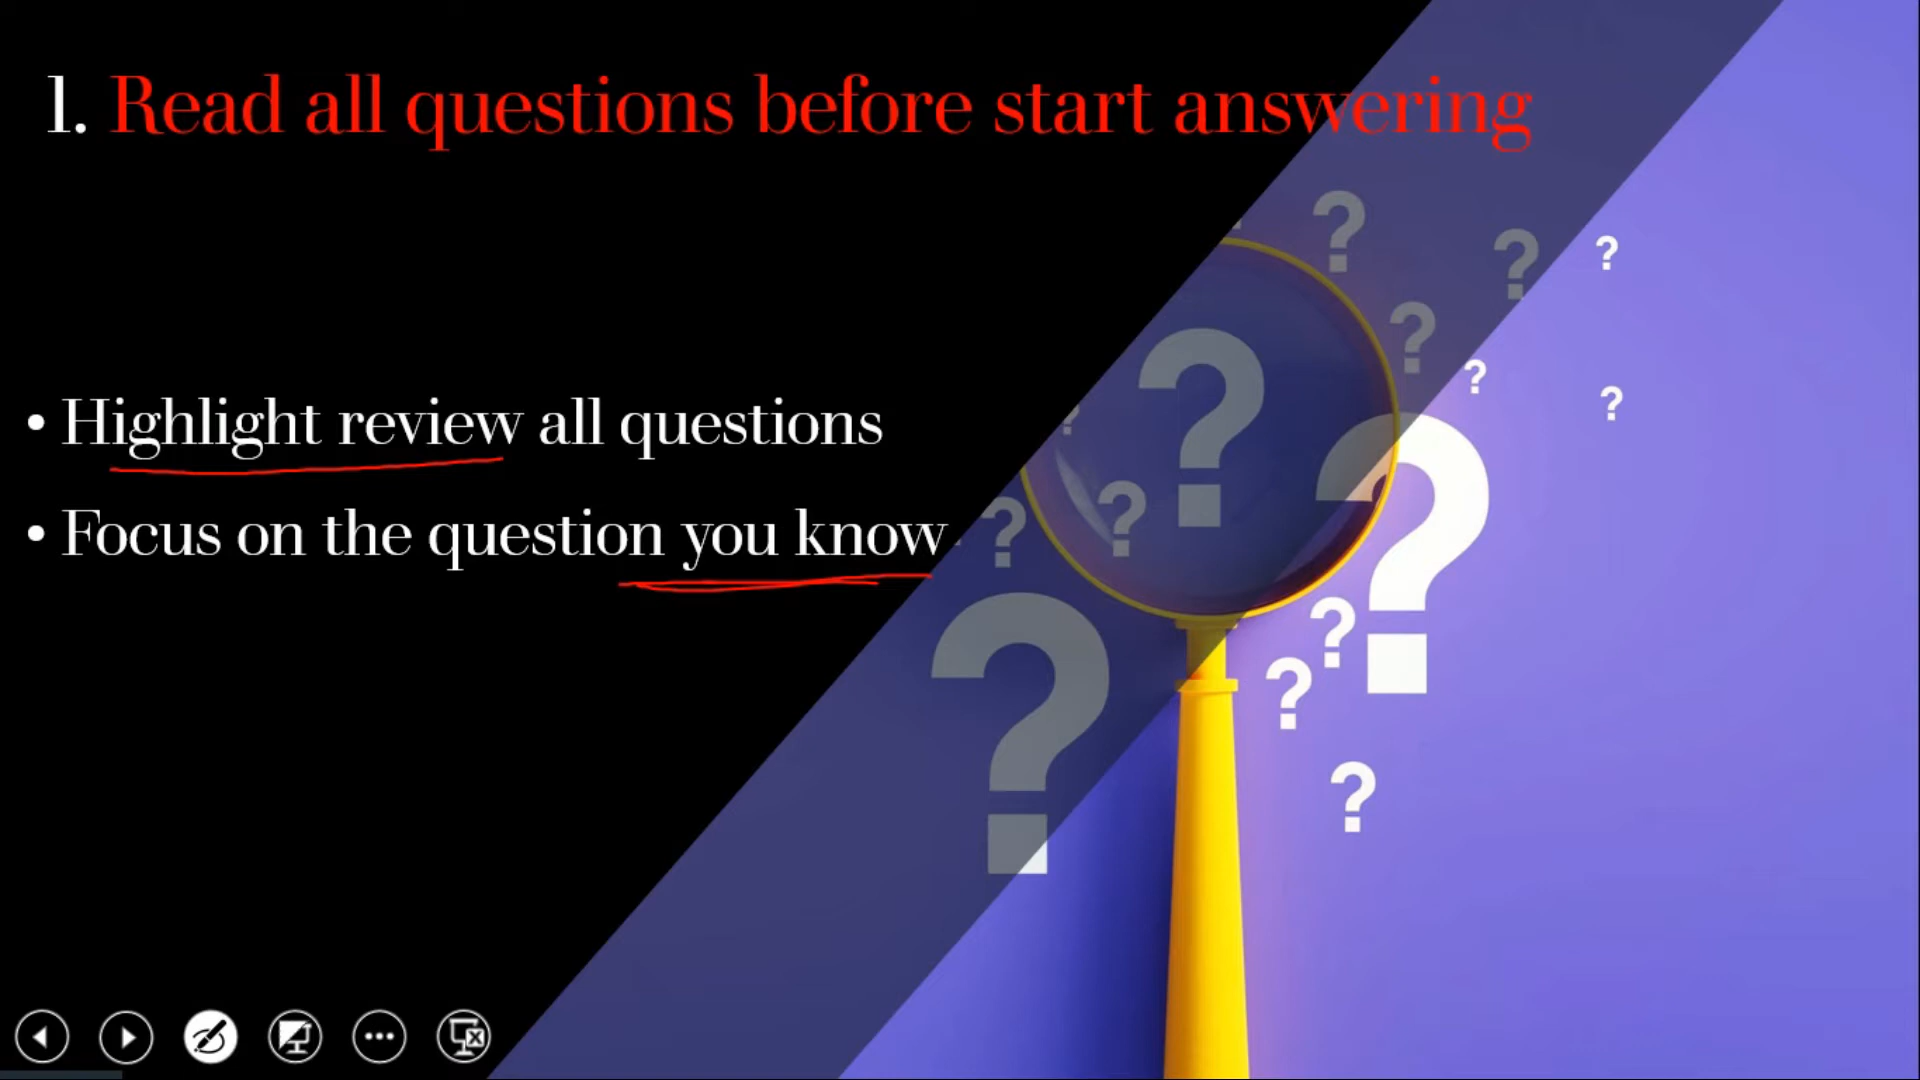 1. Read all questions before start answering
• Highlight review all questions
• Focus on the question you know